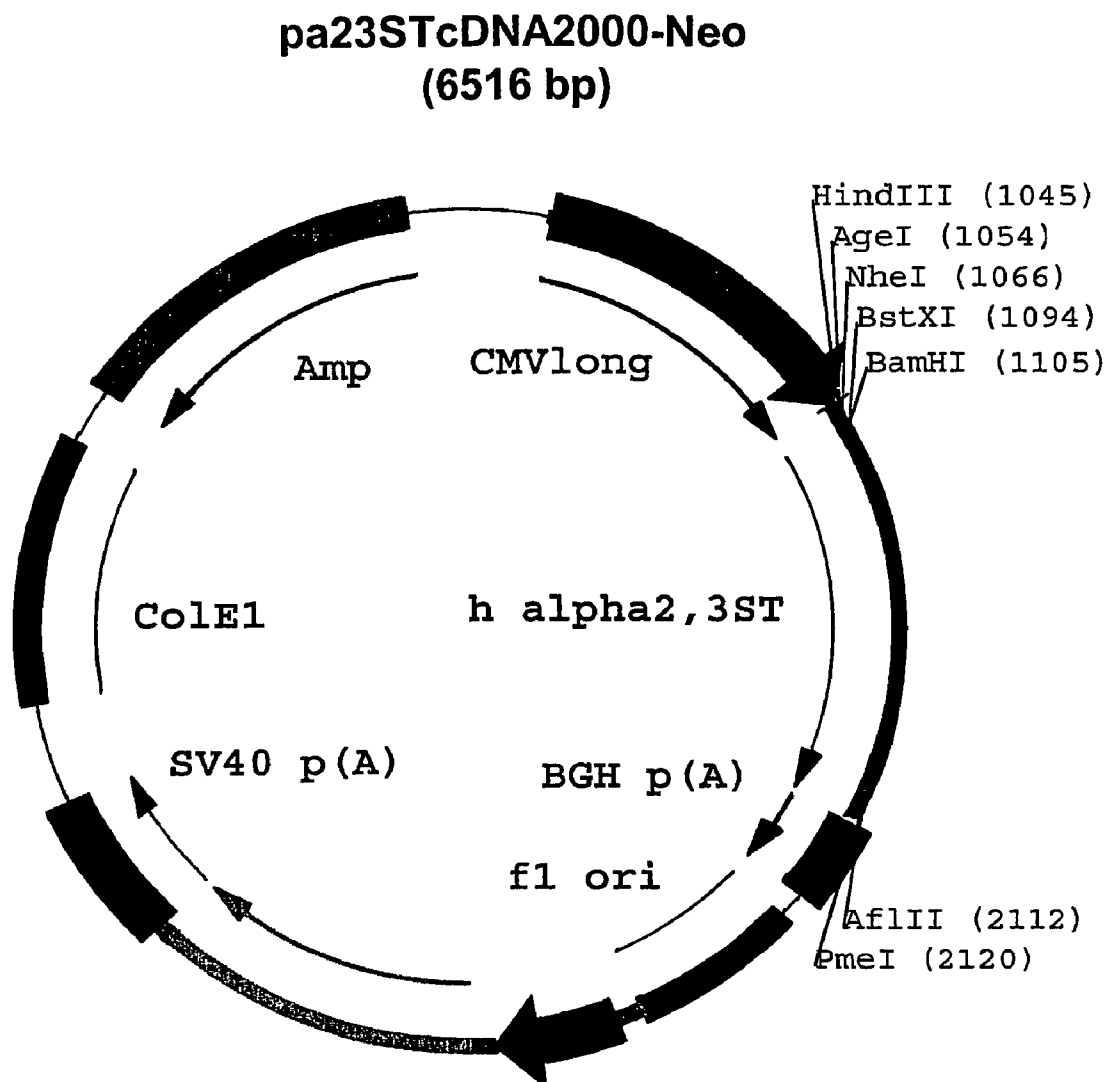 pa23STcDNA2000-Neo
(6516 bp)
HindIII (1045)
AgeI (1054)
NheI (1066)
BstXI (1094)
BamHI (1105)
Amp
CMVlong
ColE1
h alpha2,3ST
SV40 p(A)
BGH p(A)
f1 ori
AflII (2112)
PmeI (2120)